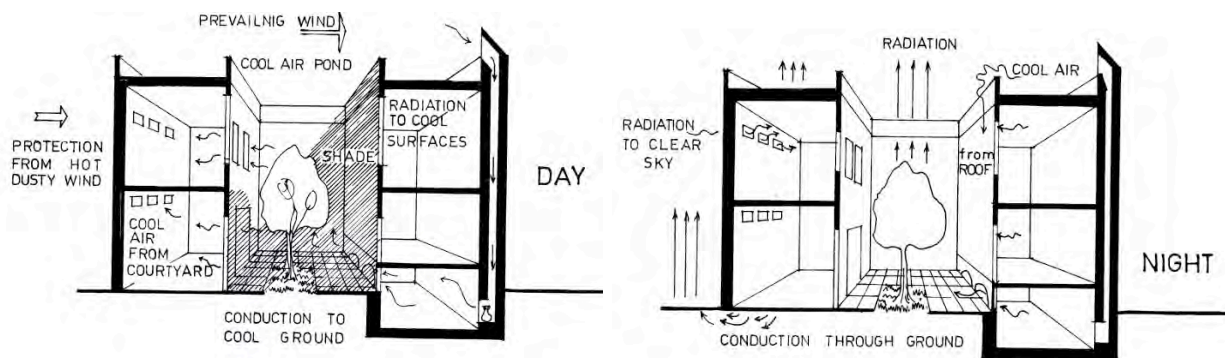 PREVAILNIG WIND
COOL AIR POND
RADIATION
TO COOL
SURFACES
SHADE
PROTECTION
FROM HOT
DUSTY WIND
COOL
AIR
FROM
COURTYARD
CONDUCTION TO
COOL GROUND
DAY
RADIATION
COOL AIR
RADIATION
TO CLEAR
SKY
from
ROOF
CONDUCTION THROUGH GROUND
NIGHT